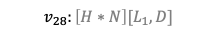 v₂₈: [H * N][L₁, D]